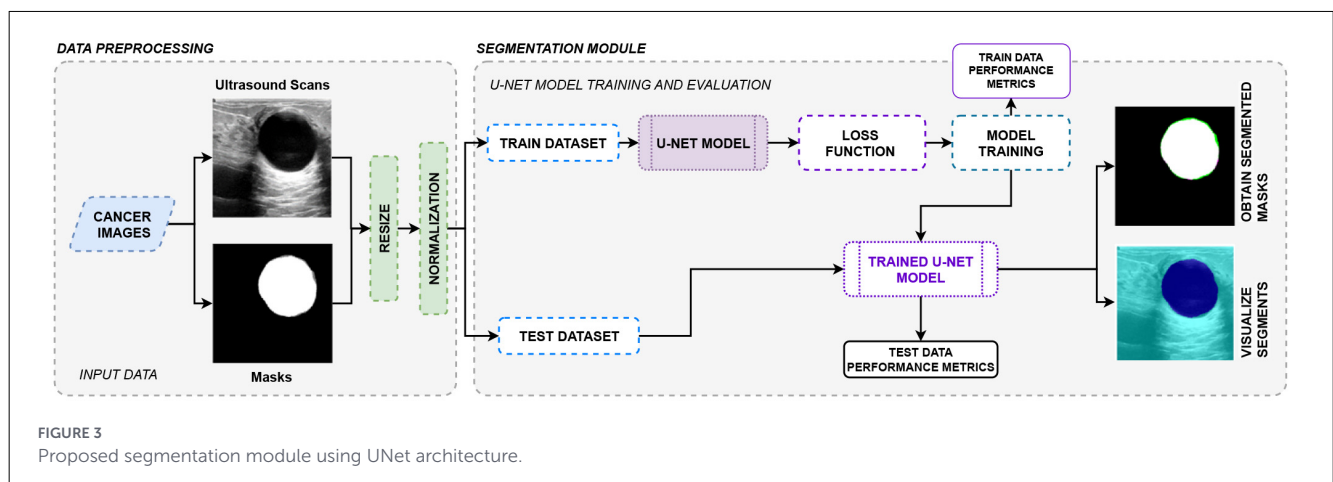 DATA PREPROCESSING
Ultrasound Scans
CANCER
IMAGES
Masks
INPUT DATA
RESIZE
NORMALIZATION
SEGMENTATION MODULE
U-NET MODEL TRAINING AND EVALUATION
TRAIN DATA
PERFORMANCE
METRICS
TRAIN DATASET
U-NET MODEL
LOSS
FUNCTION
MODEL
TRAINING
TRAINED U-NET
MODEL
TEST DATASET
TEST DATA
PERFORMANCE METRICS
OBTAIN SEGMENTED
MASKS
VISUALIZE
SEGMENTS
FIGURE 3
Proposed segmentation module using UNet architecture.